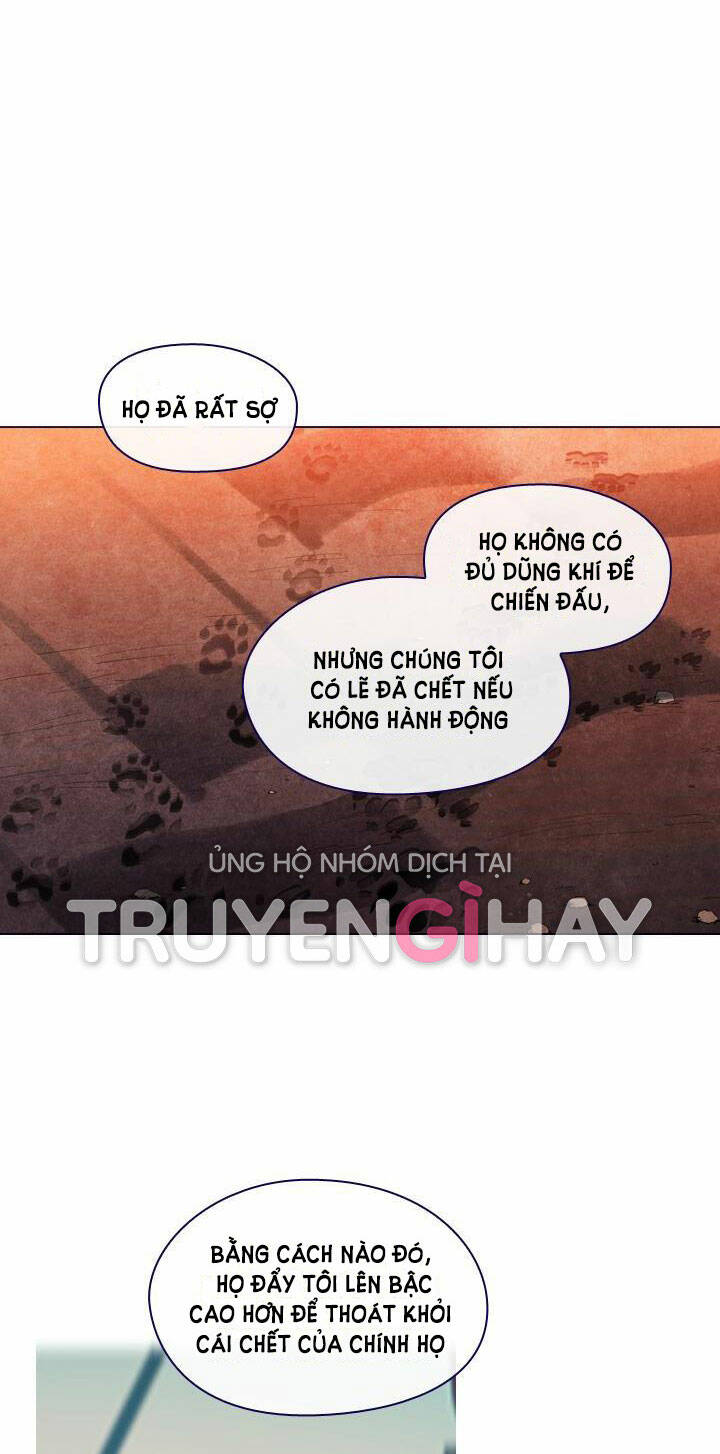 HỌ ĐÃ RẤT SỢ
HỌ KHÔNG CÓ
ĐỦ DŨNG KHÍ ĐỂ
CHIẾN ĐẤU,
NHƯNG CHÚNG TÔI
CÓ LẼ ĐÃ CHẾT NẾU
KHÔNG HÀNH ĐỘNG
ỦNG HỘ NHÓM DỊCH TẠI
TRUYENGÌHAY
BẰNG CÁCH NÀO ĐÓ,
HỌ ĐẨY TÔI LÊN BẬC
CAO HƠN ĐỂ THOÁT KHỎI
CÁI CHẾT CỦA CHÍNH HỌ